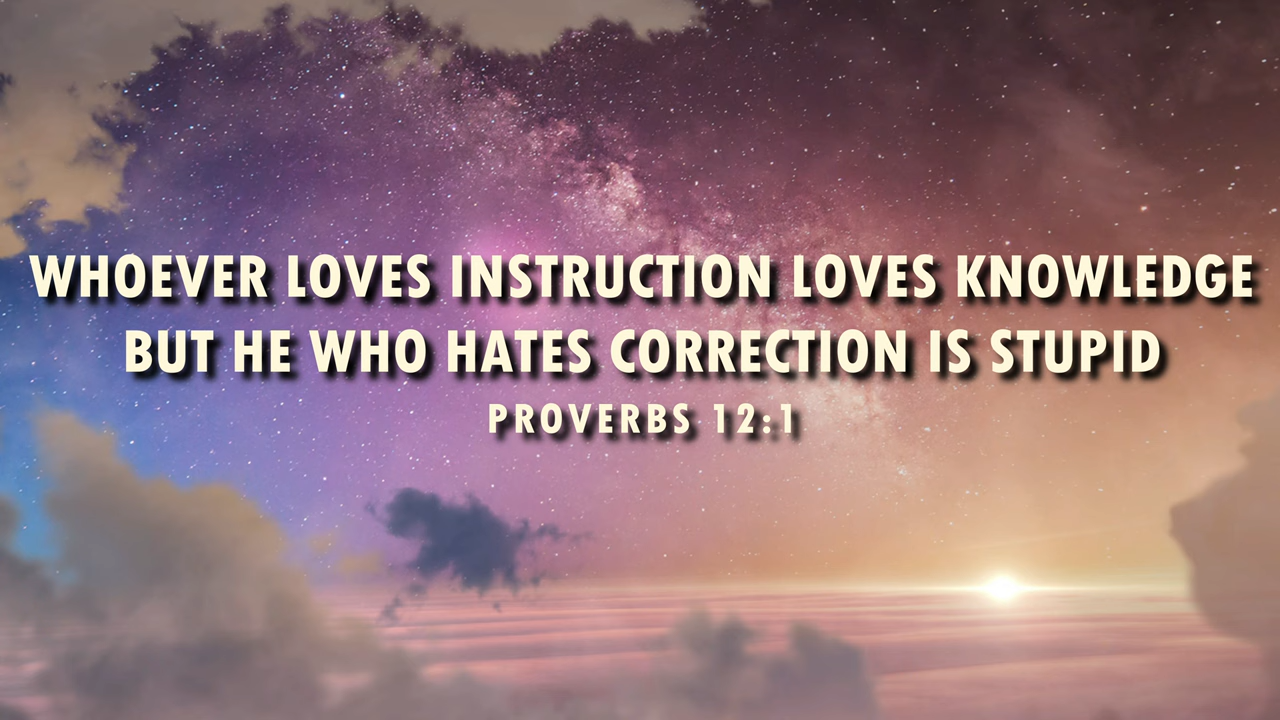 WHOEVER LOVES INSTRUCTION LOVES KNOWLEDGE
BUT HE WHO HATES CORRECTION IS STUPID
PROVERBS 12:1